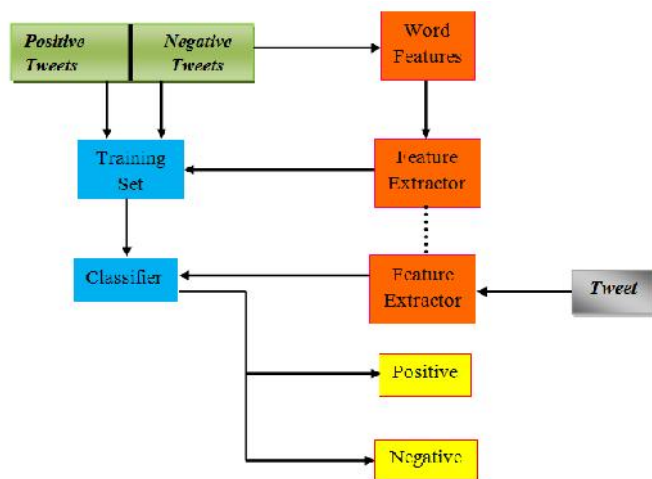 Positive
Tweets
Negative
Tweets
Word
Features
Training
Set
Feature
Extractor
Classifier
Feature
Extractor
Tweet
Positive
Negative